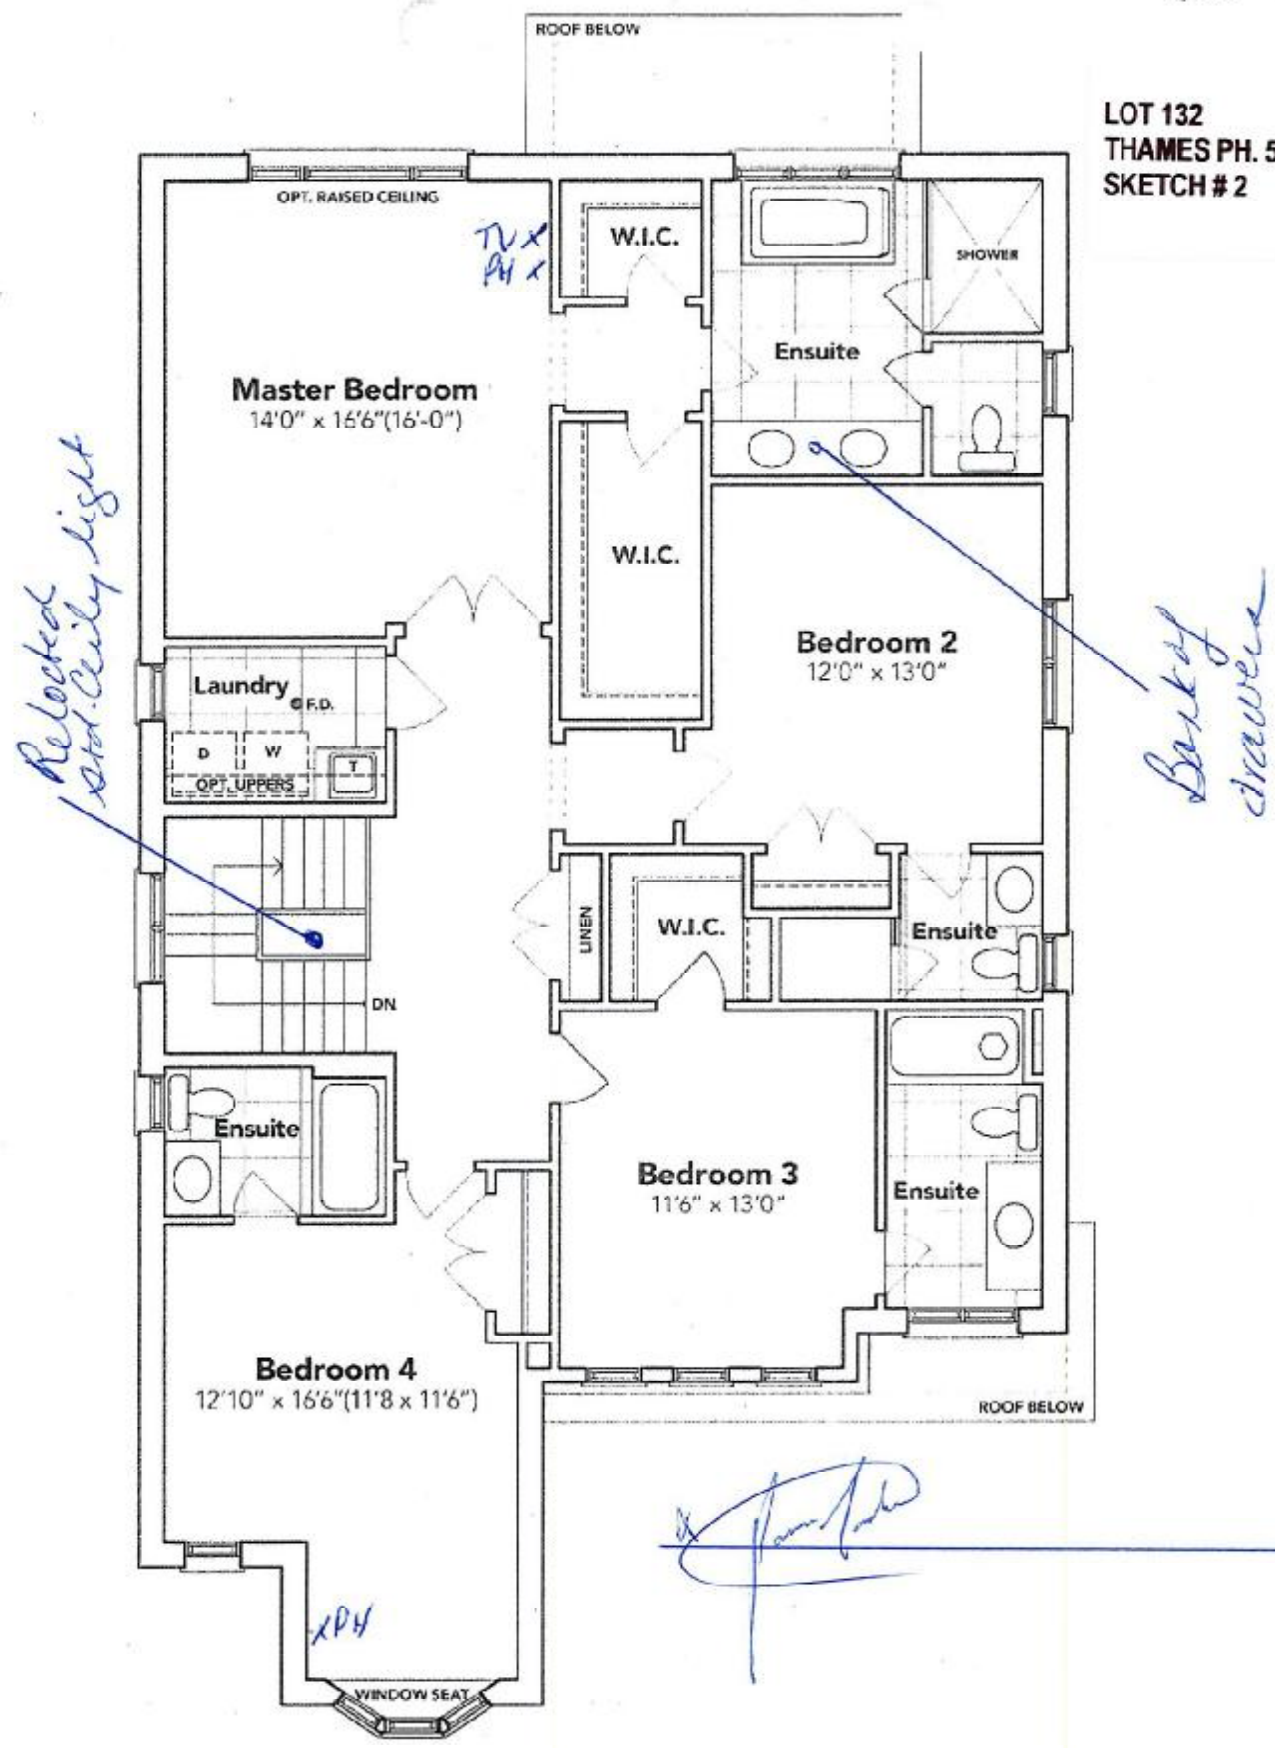 ROOF BELOW
LOT 132
THAMES PH. 5
SKETCH # 2
OPT. RAISED CEILING
TV x
PH x
W.I.C.
SHOWER
Ensuite
Master Bedroom
14'0" x 16'6"(16'-0")
W.I.C.
Relocated
std. Ceiling light
Bedroom 2
12'0" x 13'0"
Bank of
drawers
Laundry
F.D.
D
W
T
OPT. UPPERS
LINEN
W.I.C.
Ensuite
DN
Ensuite
Bedroom 3
11'6" x 13'0"
Ensuite
Bedroom 4
12'10" x 16'6"(11'8 x 11'6")
ROOF BELOW
x PH
WINDOW SEAT